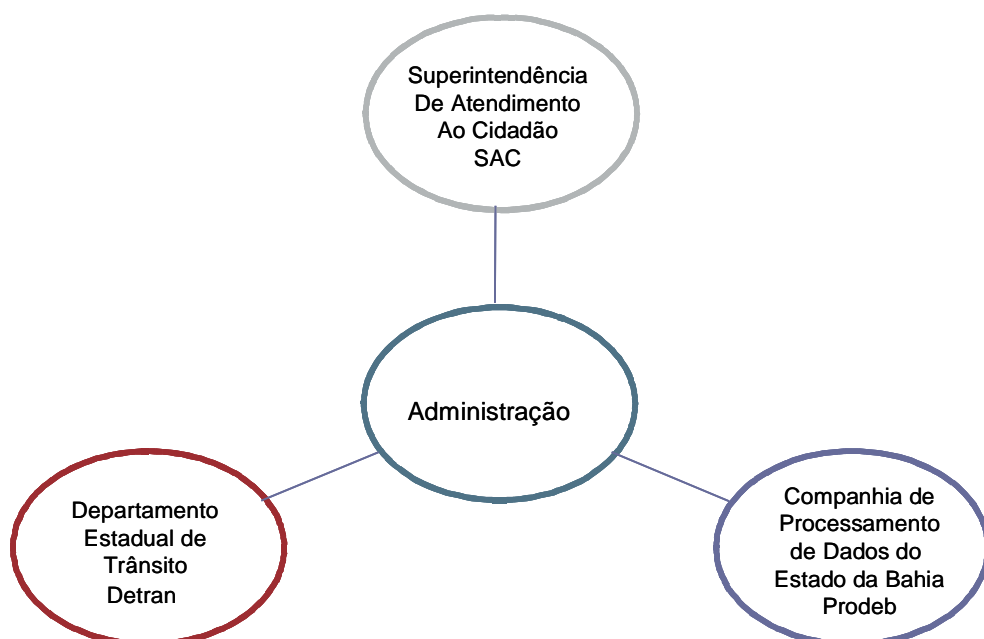 Superintendência
De Atendimento
Ao Cidadão
SAC
Administração
Departamento
Estadual de
Trânsito
Detran
Companhia de
Processamento
de Dados do
Estado da Bahia
Prodeb